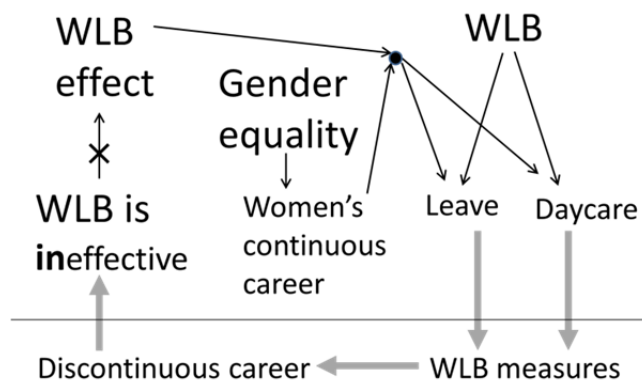 WLB
effect
WLB
Gender
equality
WLB is
ineffective
Women's
continuous
career
Leave
Daycare
Discontinuous career
WLB measures